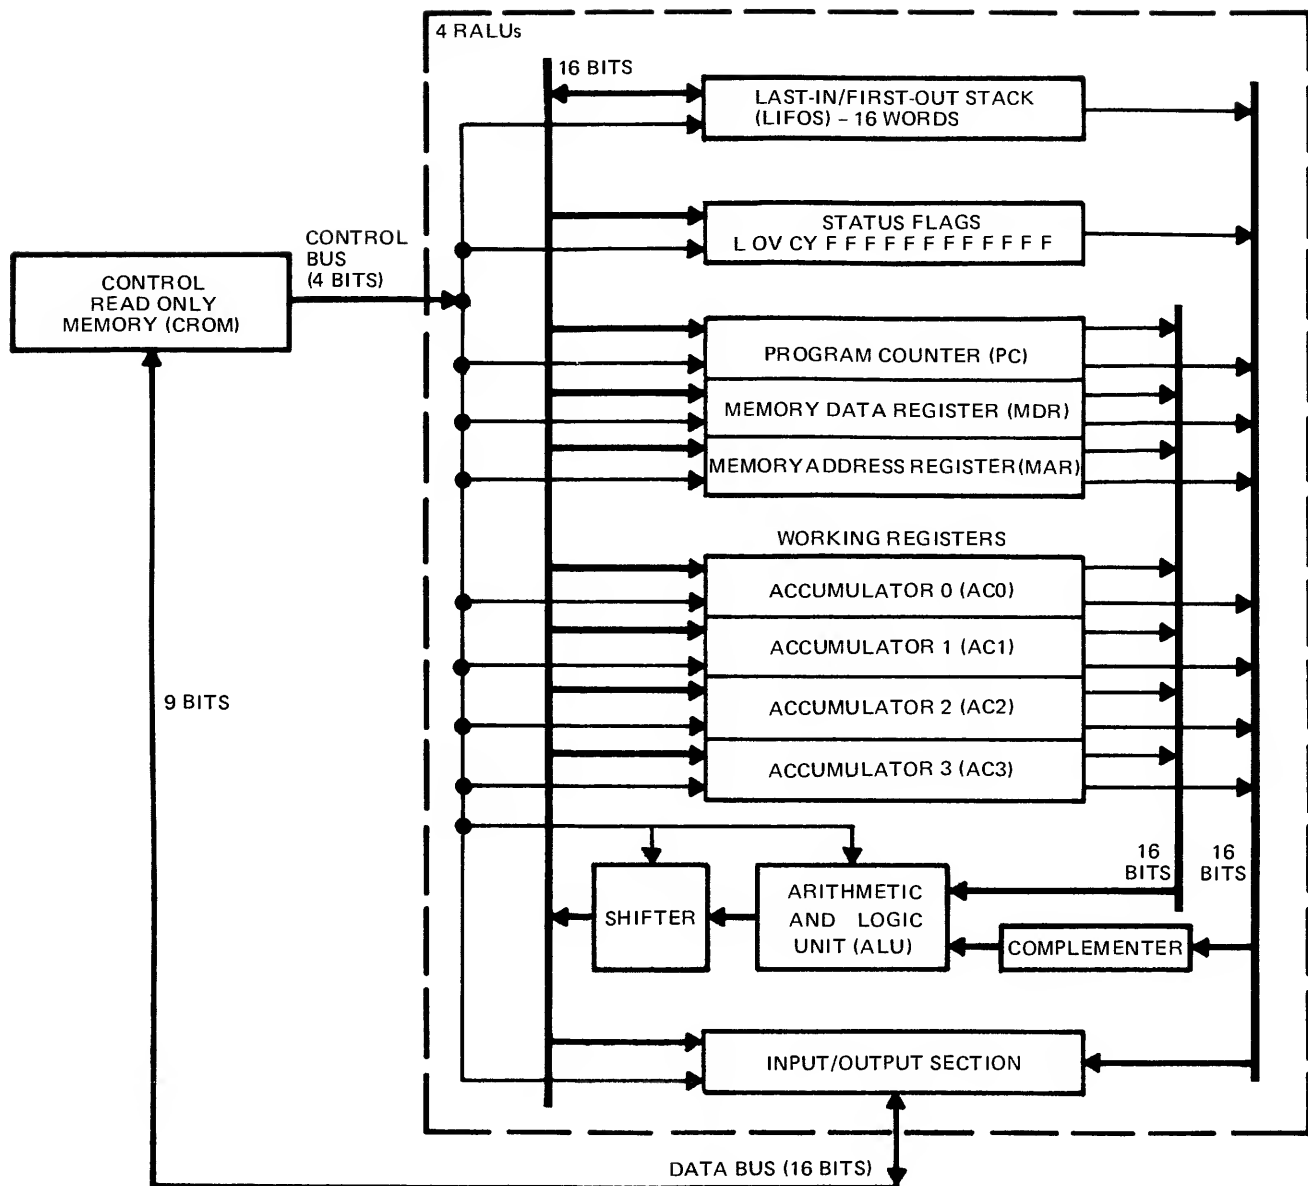 4 RALUs
16 BITS
LAST-IN/FIRST-OUT STACK
(LIFOS) – 16 WORDS
STATUS FLAGS
L OV CY F F F F F F F F F F F F
CONTROL
BUS
(4 BITS)
CONTROL
READ ONLY
MEMORY (CROM)
PROGRAM COUNTER (PC)
MEMORY DATA REGISTER (MDR)
MEMORY ADDRESS REGISTER (MAR)
WORKING REGISTERS
ACCUMULATOR 0 (AC0)
ACCUMULATOR 1 (AC1)
ACCUMULATOR 2 (AC2)
ACCUMULATOR 3 (AC3)
9 BITS
16
BITS
16
BITS
SHIFTER
ARITHMETIC
AND LOGIC
UNIT (ALU)
COMPLEMENTER
INPUT/OUTPUT SECTION
DATA BUS (16 BITS)